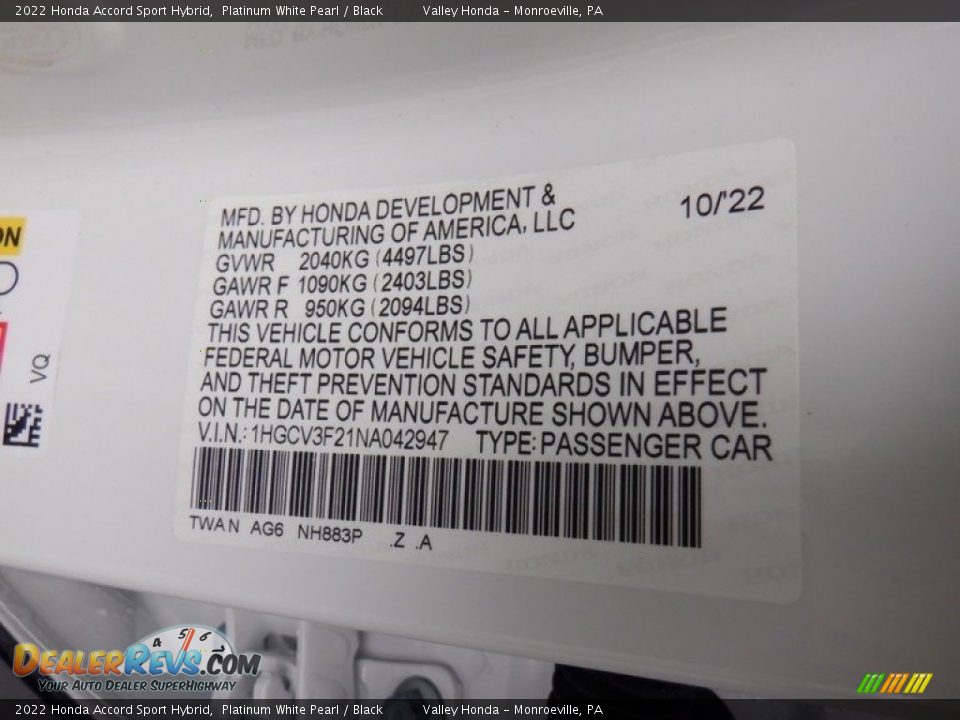 2022 Honda Accord Sport Hybrid, Platinum White Pearl / Black Valley Honda - Monroeville, PA
MFD. BY HONDA DEVELOPMENT &
MANUFACTURING OF AMERICA, LLC
10/'22
GVWR 2040KG (4497LBS)
GAWR F 1090KG (2403LBS)
GAWR R 950KG (2094LBS)
THIS VEHICLE CONFORMS TO ALL APPLICABLE
FEDERAL MOTOR VEHICLE SAFETY, BUMPER,
AND THEFT PREVENTION STANDARDS IN EFFECT
ON THE DATE OF MANUFACTURE SHOWN ABOVE.
V.I.N.: 1HGCV3F21NA042947 TYPE: PASSENGER CAR
TWAN AG6 NH883P .Z .A
ON
O
VQ
4 5 6
DEALERREVS.COM
YOUR AUTO DEALER SUPERHIGHWAY
2022 Honda Accord Sport Hybrid, Platinum White Pearl / Black Valley Honda - Monroeville, PA